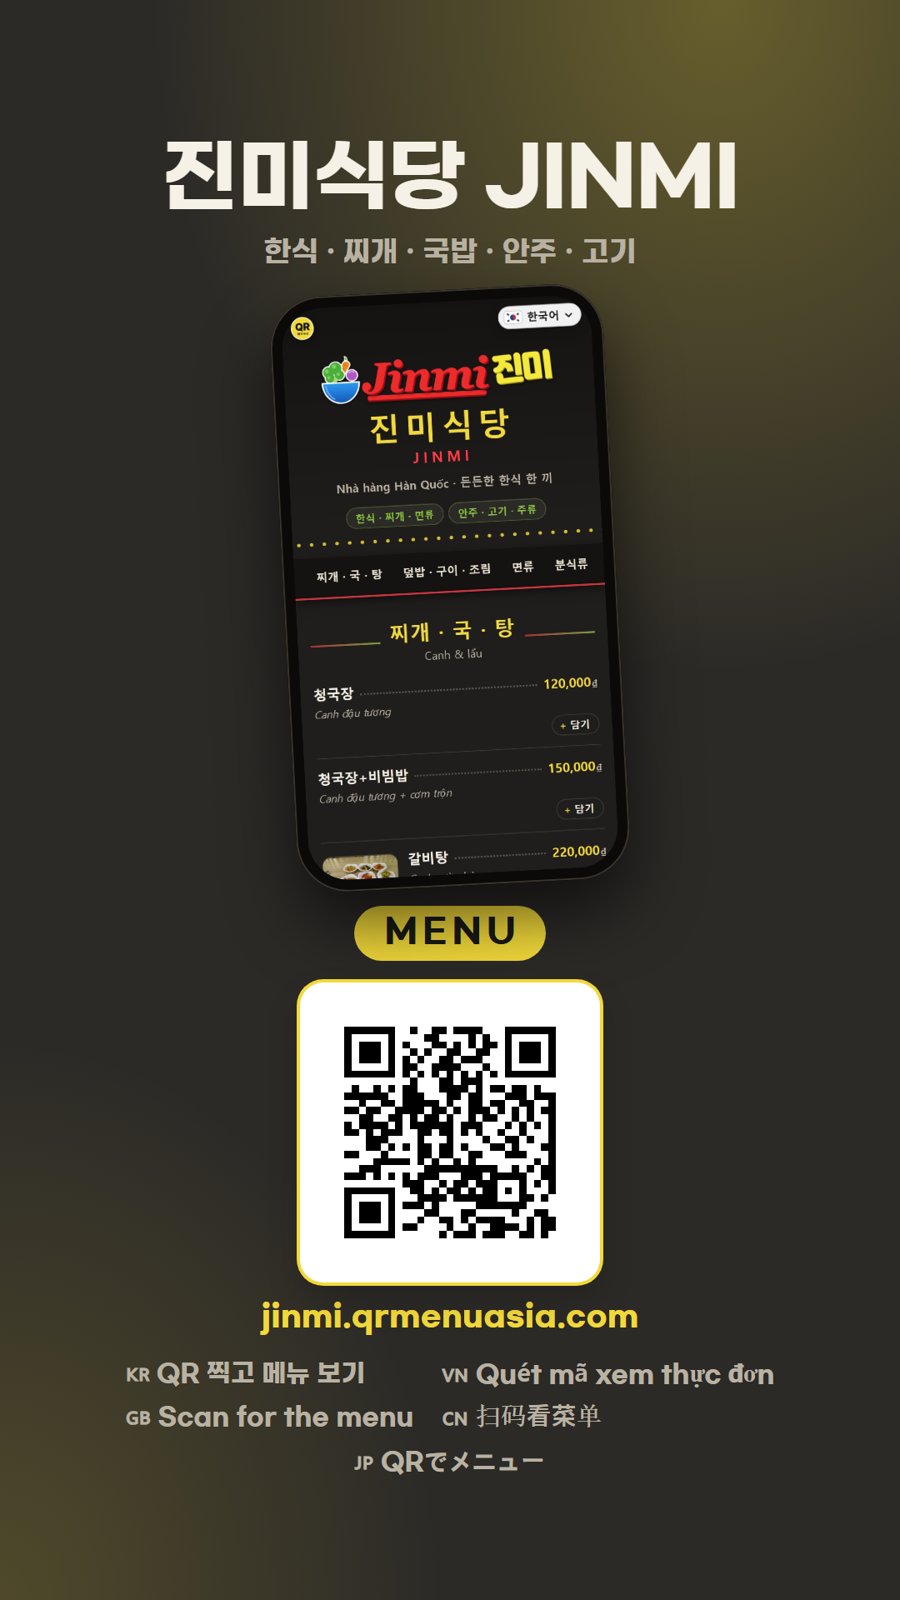 진미식당 JINMI
한식 · 찌개 · 국밥 · 안주 · 고기
QR
한국어
Jinmi 진미
진미식당
JINMI
Nhà hàng Hàn Quốc · 든든한 한식 한 끼
한식 · 찌개 · 면류 안주 · 고기 · 주류
찌개 · 국 · 탕 덮밥 · 구이 · 조림 면류 분식류
찌개 · 국 · 탕
Canh & lẩu
청국장 120,000₫
Canh đậu tương
+ 담기
청국장+비빔밥 150,000₫
Canh đậu tương + cơm trộn
+ 담기
갈비탕 220,000₫
MENU
jinmi.qrmenuasia.com
KR QR 찍고 메뉴 보기 VN Quét mã xem thực đơn
GB Scan for the menu CN 扫码看菜单
JP QRでメニュー